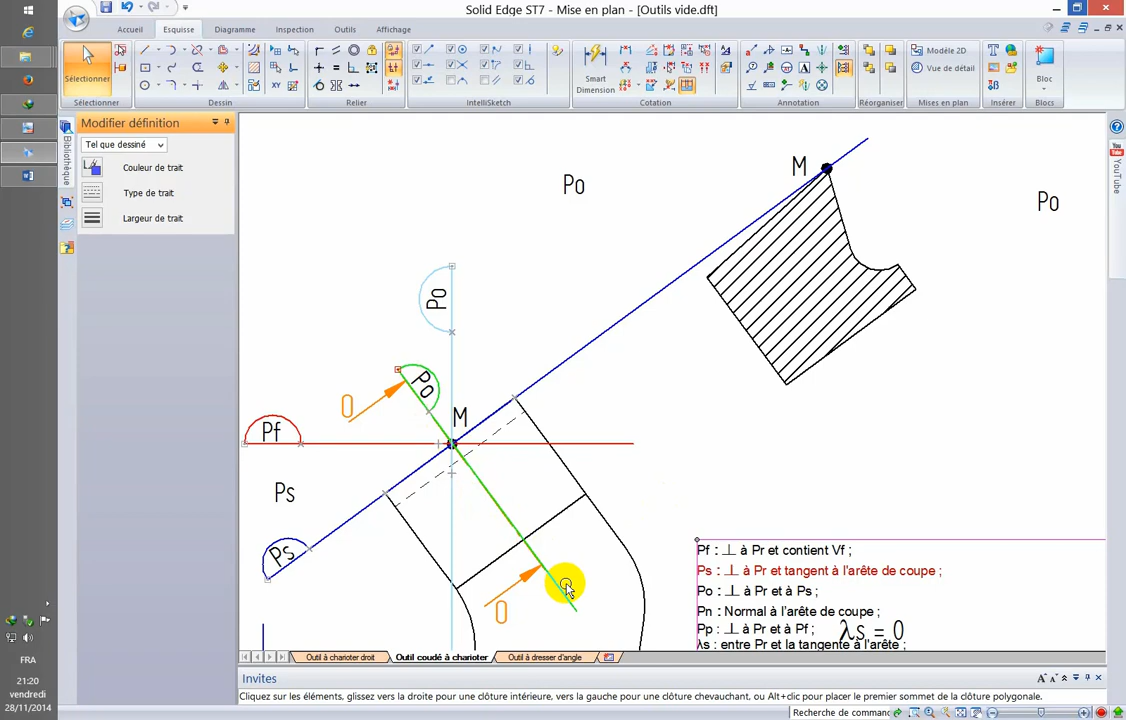 Solid Edge ST7 - Mise en plan - [Outils vide.dft]
Accueil Esquisse Diagramme Inspection Outils Affichage
Sélectionner
Smart
Dimension
Modèle 2D
Vue de détail
Bloc
Sélectionner Dessin Relier IntelliSketch Cotation Annotation Réorganiser Mises en plan Insérer Blocs
Modifier définition
Tel que dessiné
Couleur de trait
Type de trait
Largeur de trait
Bibliothèque
YouTube
Po
M
Po
Po
Po
O
M
Pf
Ps
Ps
O
Pf : ⊥ à Pr et contient Vf ;
Ps : ⊥ à Pr et tangent à l'arête de coupe ;
Po : ⊥ à Pr et à Ps ;
Pn : Normal à l'arête de coupe ;
Pp : ⊥ à Pr et à Pf ;
λs = 0
λs : entre Pr et la tangente à l'arête ;
Outil à charioter droit Outil coudé à charioter Outil à dresser d'angle
Invites
Cliquez sur les éléments, glissez vers la droite pour une clôture intérieure, vers la gauche pour une clôture chevauchant, ou Alt+clic pour placer le premier sommet de la clôture polygonale.
Recherche de commanc
FRA
21:20
vendredi
28/11/2014